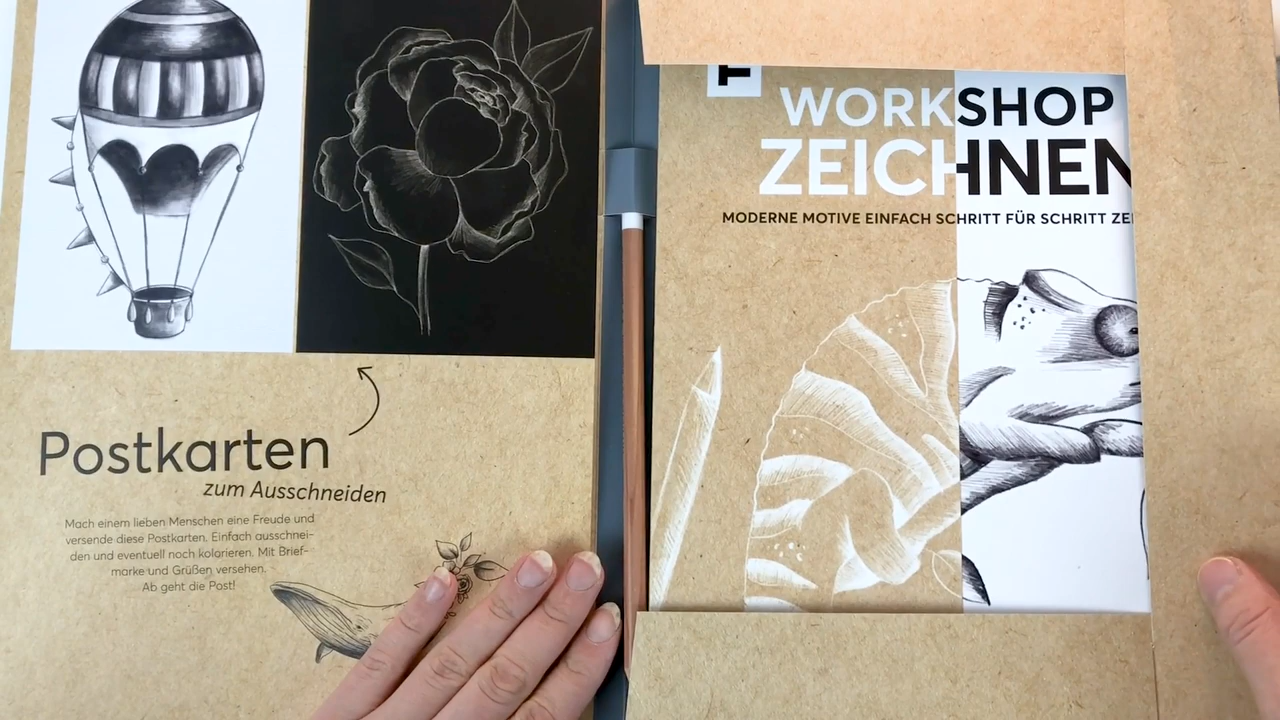 Postkarten
zum Ausschneiden
Mach einem lieben Menschen eine Freude und
versende diese Postkarten. Einfach ausschnei-
den und eventuell noch kolorieren. Mit Brief-
marke und Grüßen versehen.
Ab geht die Post!
T
WORKSHOP
ZEICHNEN
MODERNE MOTIVE EINFACH SCHRITT FÜR SCHRITT